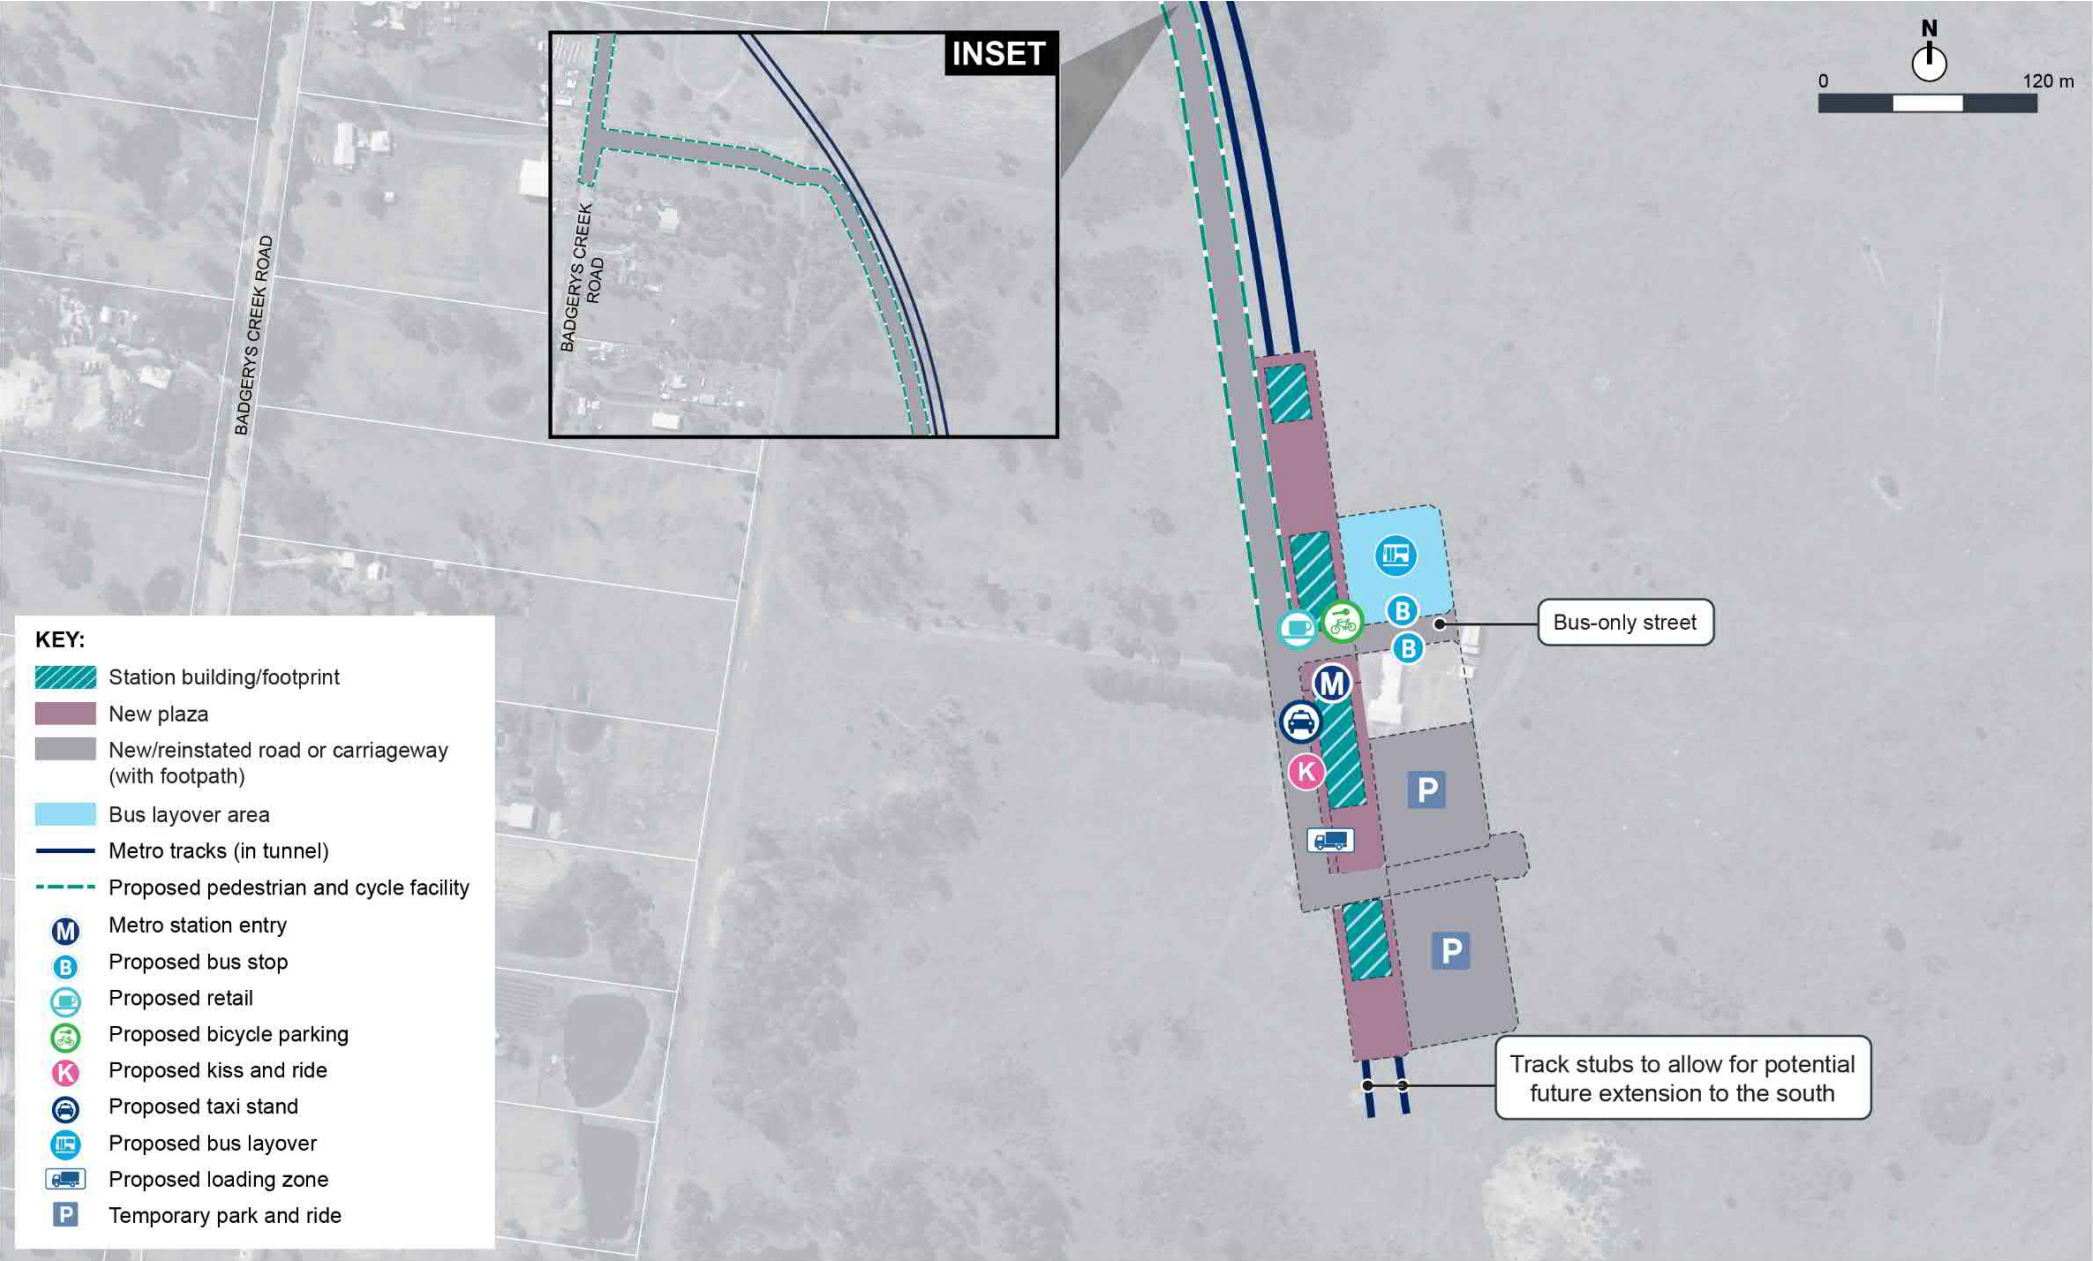 INSET
N
0 120 m
BADGERYS CREEK
ROAD
BADGERYS CREEK ROAD
B
B
Bus-only street
M
K
P
P
Track stubs to allow for potential
future extension to the south
KEY:
Station building/footprint
New plaza
New/reinstated road or carriageway
(with footpath)
Bus layover area
Metro tracks (in tunnel)
Proposed pedestrian and cycle facility
M Metro station entry
B Proposed bus stop
Proposed retail
Proposed bicycle parking
K Proposed kiss and ride
Proposed taxi stand
Proposed bus layover
Proposed loading zone
P Temporary park and ride